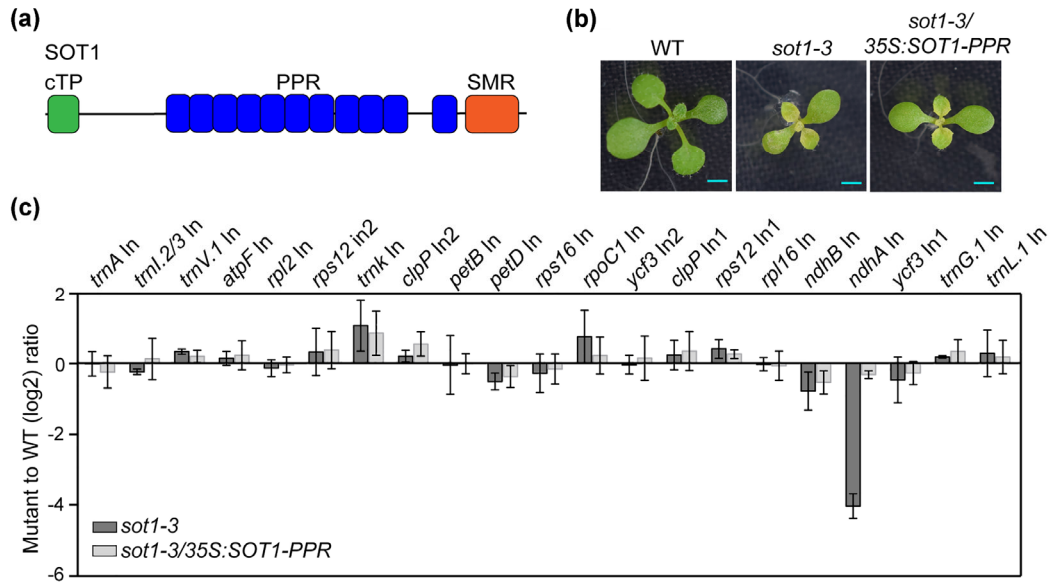 (a)
SOT1
cTP
PPR
SMR
(b)
WT
sot1-3
sot1-3/
35S:SOT1-PPR
(c)
trnA In
trnI.2/3 In
trnV.1 In
atpF In
rpl2 In
rps12 in2
trnk In
clpP In2
petB In
petD In
rps16 In
rpoC1 In
ycf3 In2
clpP In1
rps12 In1
rpl16 In
ndhB In
ndhA In
ycf3 In1
trnG.1 In
trnL.1 In
Mutant to WT (log2) ratio
2
0
-2
-4
-6
sot1-3
sot1-3/35S:SOT1-PPR